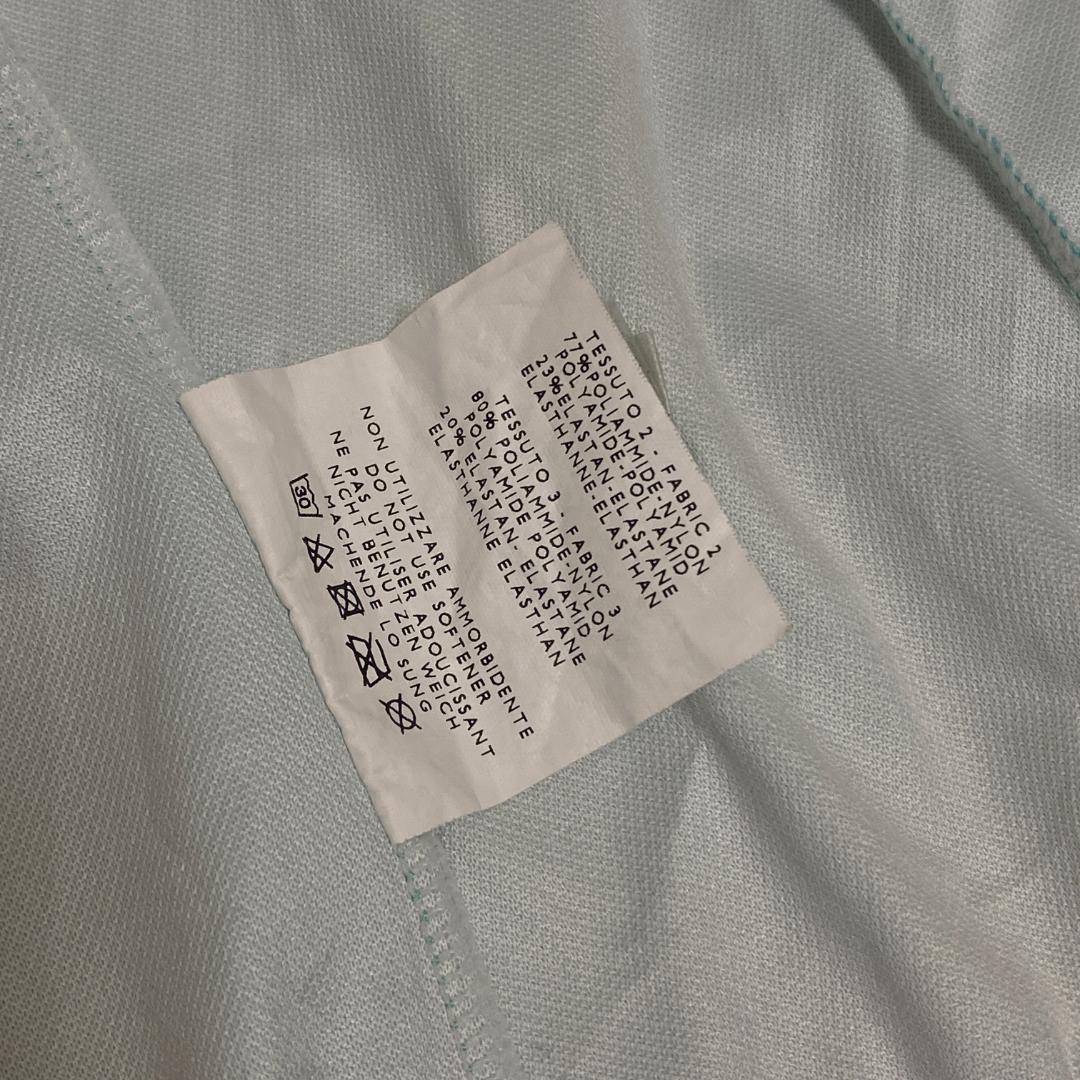 TESSUTO 2 - FABRIC 2
77%POLIAMMIDE-NYLON
POLYAMIDE-POLYAMID
23%ELASTAN-ELASTANE
ELASTHANNE-ELASTHAN
TESSUTO 3 - FABRIC 3
80% POLIAMMIDE-NYLON
POLYAMIDE POLYAMID
20% ELASTAN- ELASTANE
ELASTHANNE ELASTHAN
NON UTILIZZARE AMMORBIDENTE
DO NOT USE SOFTENER
NE PAS UTILISER ADOUCISSANT
NICHT BENUTZEN WEICH
MACHENDE LO SUNG
30